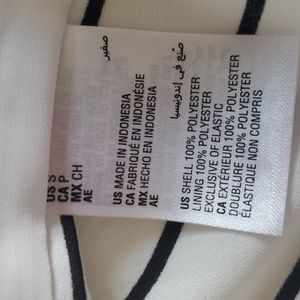 US S
CA P
MX CH
AE صغير
US MADE IN INDONESIA
CA FABRIQUÉ EN INDONÉSIE
MX HECHO EN INDONESIA
AE صنع في إندونيسيا
US SHELL 100% POLYESTER
LINING 100% POLYESTER
EXCLUSIVE OF ELASTIC
CA EXTÉRIEUR 100% POLYESTER
DOUBLURE 100% POLYESTER
ÉLASTIQUE NON COMPRIS